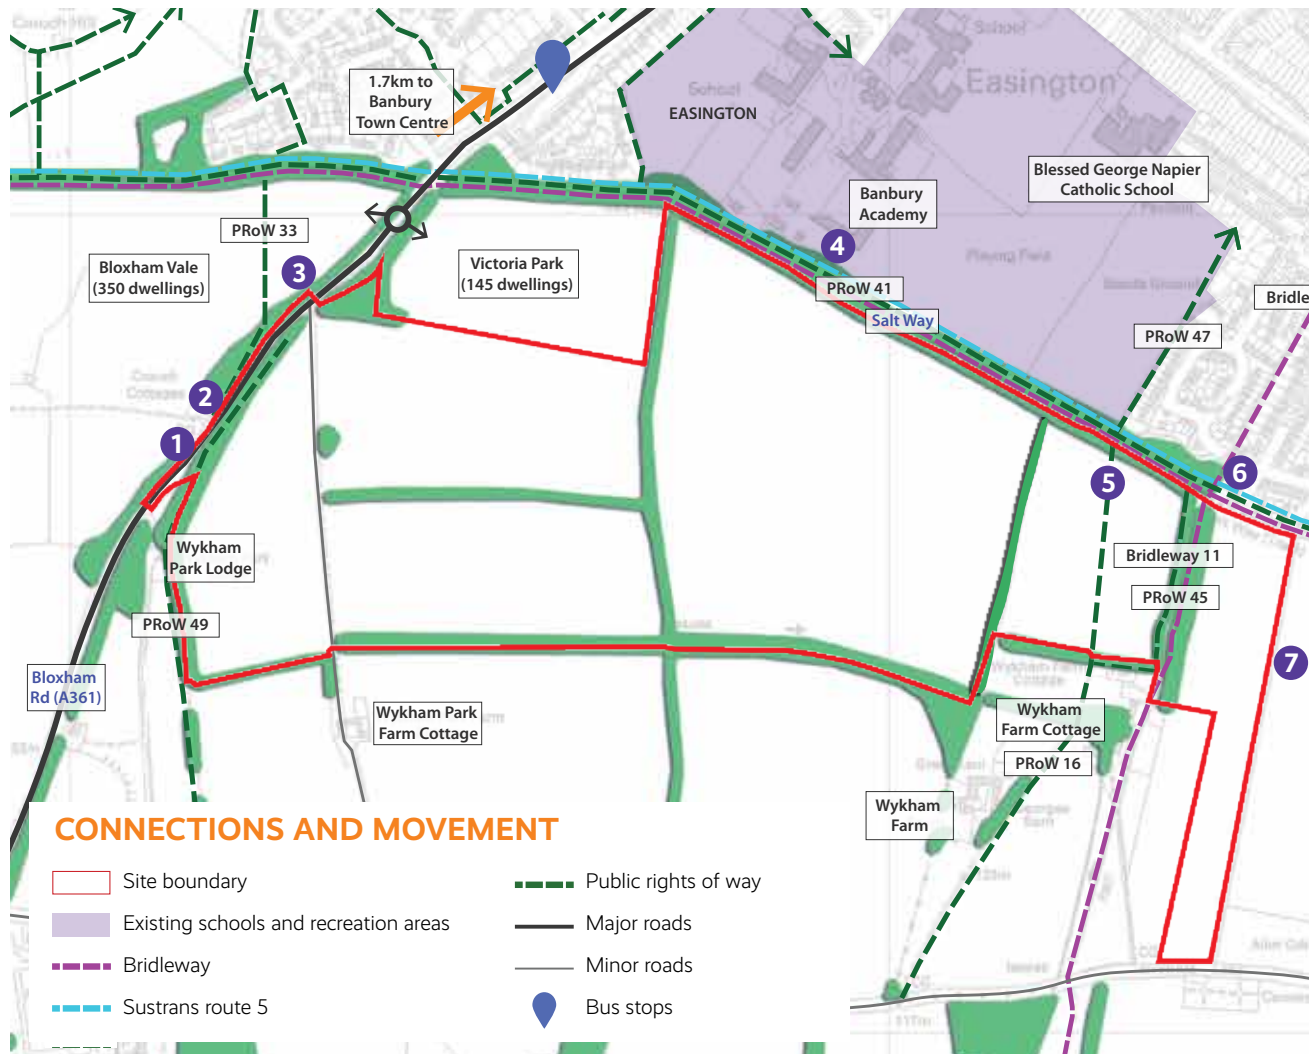 School
School
Easington
EASINGTON
1.7km to
Banbury
Town Centre
Blessed George Napier
Catholic School
Banbury
Academy
PRoW 33
Playing Field
Bloxham Vale
(350 dwellings)
3
Victoria Park
(145 dwellings)
4
PRoW 41
Salt Way
Bridle
PRoW 47
2
1
6
5
Wykham
Park Lodge
Bridleway 11
PRoW 45
PRoW 49
7
Bloxham
Rd (A361)
Wykham Park
Farm Cottage
Wykham
Farm Cottage
PRoW 16
Wykham
Farm
CONNECTIONS AND MOVEMENT
Site boundary
Existing schools and recreation areas
Bridleway
Sustrans route 5
Public rights of way
Major roads
Minor roads
Bus stops